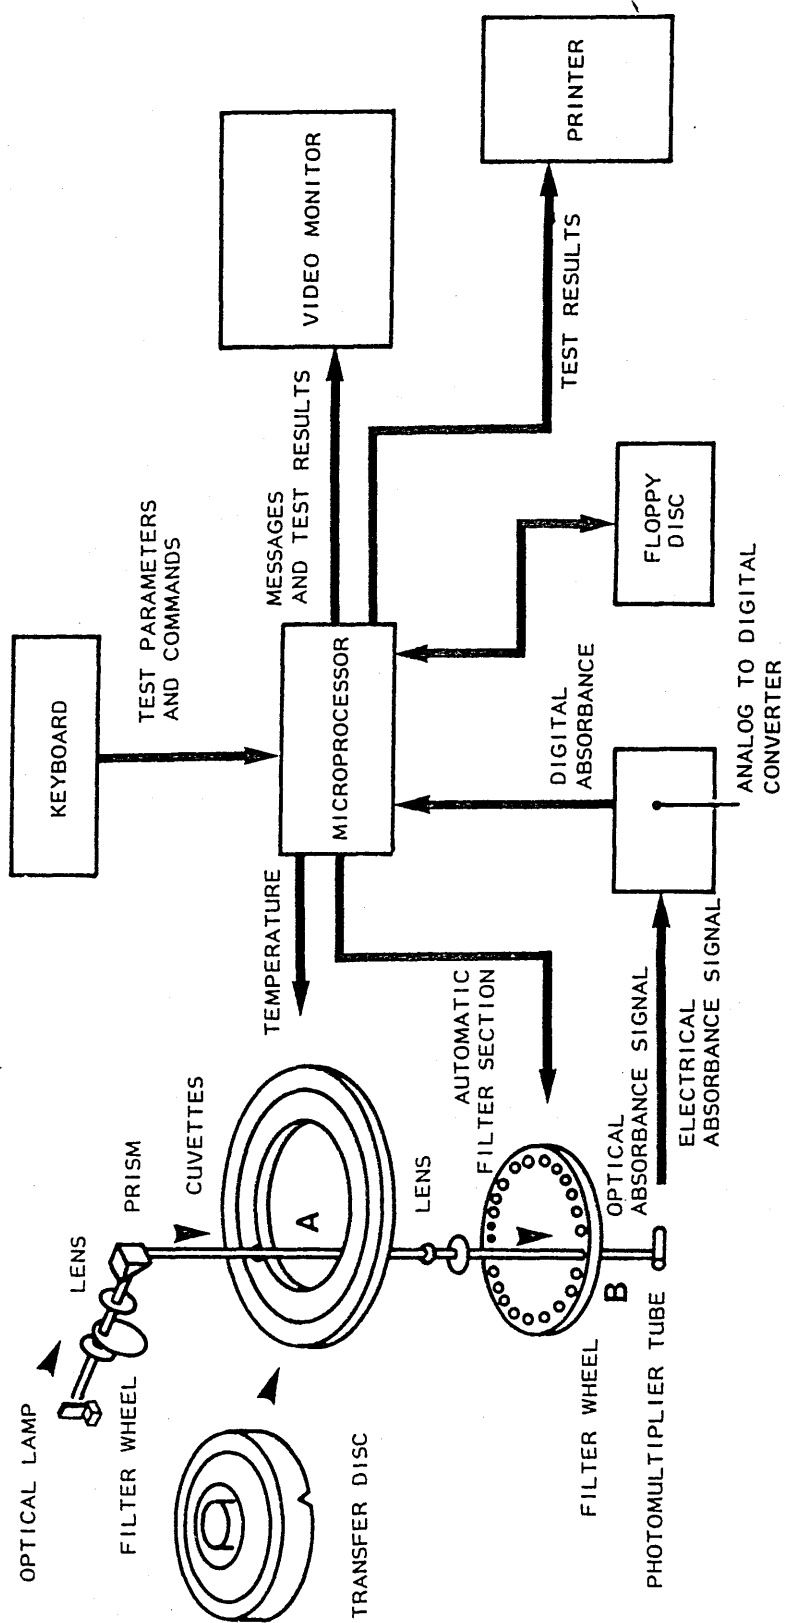 OPTICAL LAMP
LENS
PRISM
FILTER WHEEL
CUVETTES
TRANSFER DISC
A
LENS
TEMPERATURE
AUTOMATIC
FILTER SECTION
FILTER WHEEL
B
PHOTOMULTIPLIER TUBE
OPTICAL
ABSORBANCE SIGNAL
ELECTRICAL
ABSORBANCE SIGNAL
KEYBOARD
TEST PARAMETERS
AND COMMANDS
MICROPROCESSOR
MESSAGES
AND TEST RESULTS
VIDEO MONITOR
DIGITAL
ABSORBANCE
ANALOG TO DIGITAL
CONVERTER
FLOPPY
DISC
TEST RESULTS
PRINTER